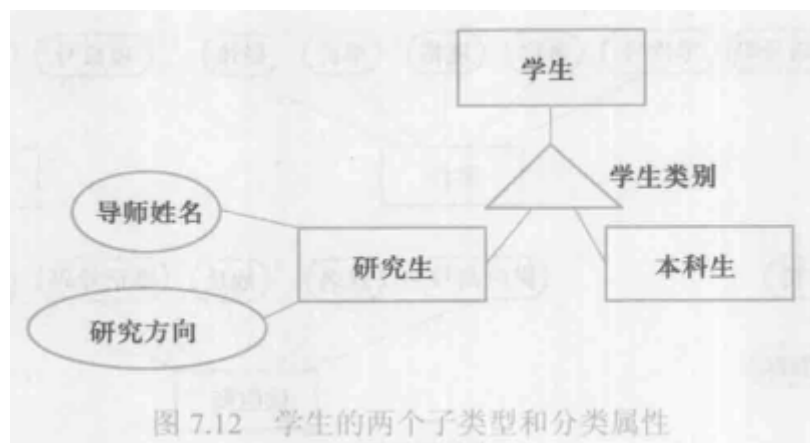 学生
学生类别
导师姓名
研究生
本科生
研究方向
图 7.12 学生的两个子类型和分类属性